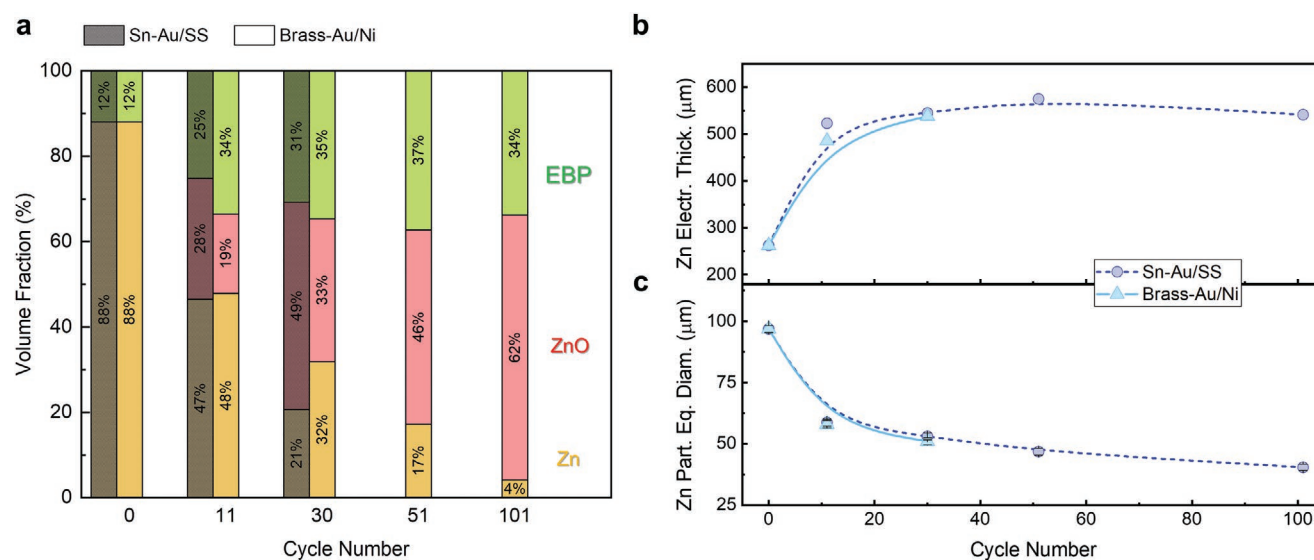 a
Sn-Au/SS Brass-Au/Ni
Volume Fraction (%)
100
80
60
40
20
0
12% 12%
88% 88%
25% 34%
28% 19%
47% 48%
31% 35%
49% 33%
21% 32%
37%
46%
17%
34%
62%
4%
EBP
ZnO
Zn
0 11 30 51 101
Cycle Number
b
Zn Electr. Thick. (μm)
600
500
400
300
200
Sn-Au/SS
Brass-Au/Ni
c
Zn Part. Eq. Diam. (μm)
100
75
50
25
0 20 40 60 80 100
Cycle Number